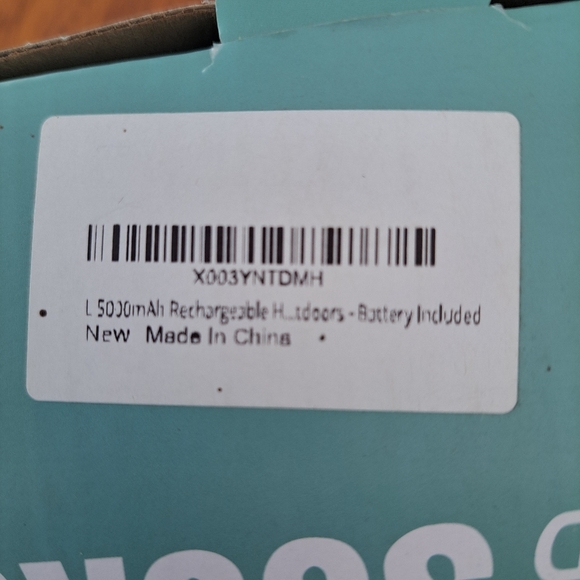 X003YNTDMH
L 5000mAh Rechargeable H...tdoors - Battery Included
New Made In China